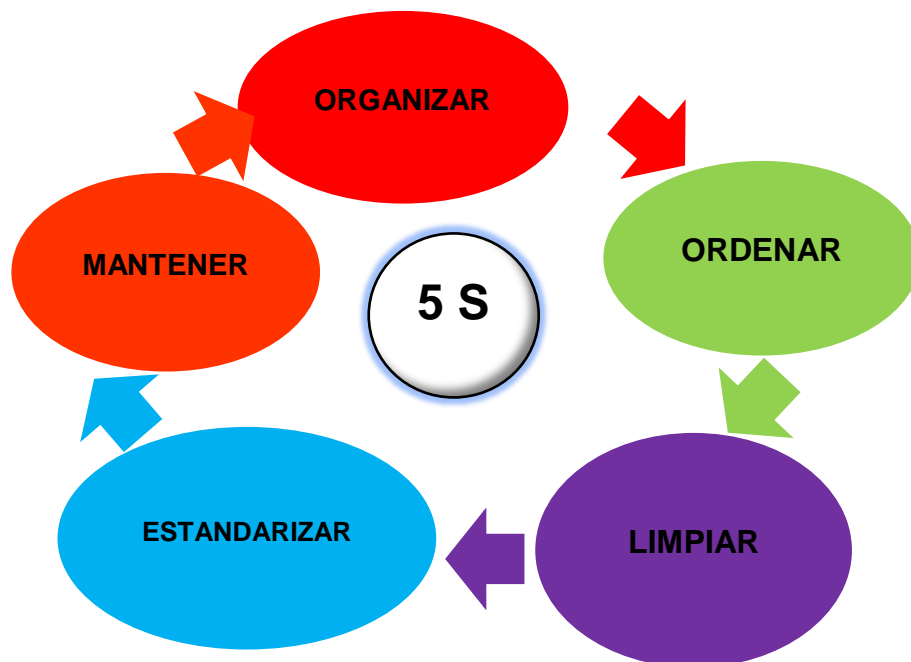 ORGANIZAR
ORDENAR
LIMPIAR
ESTANDARIZAR
MANTENER
5 S